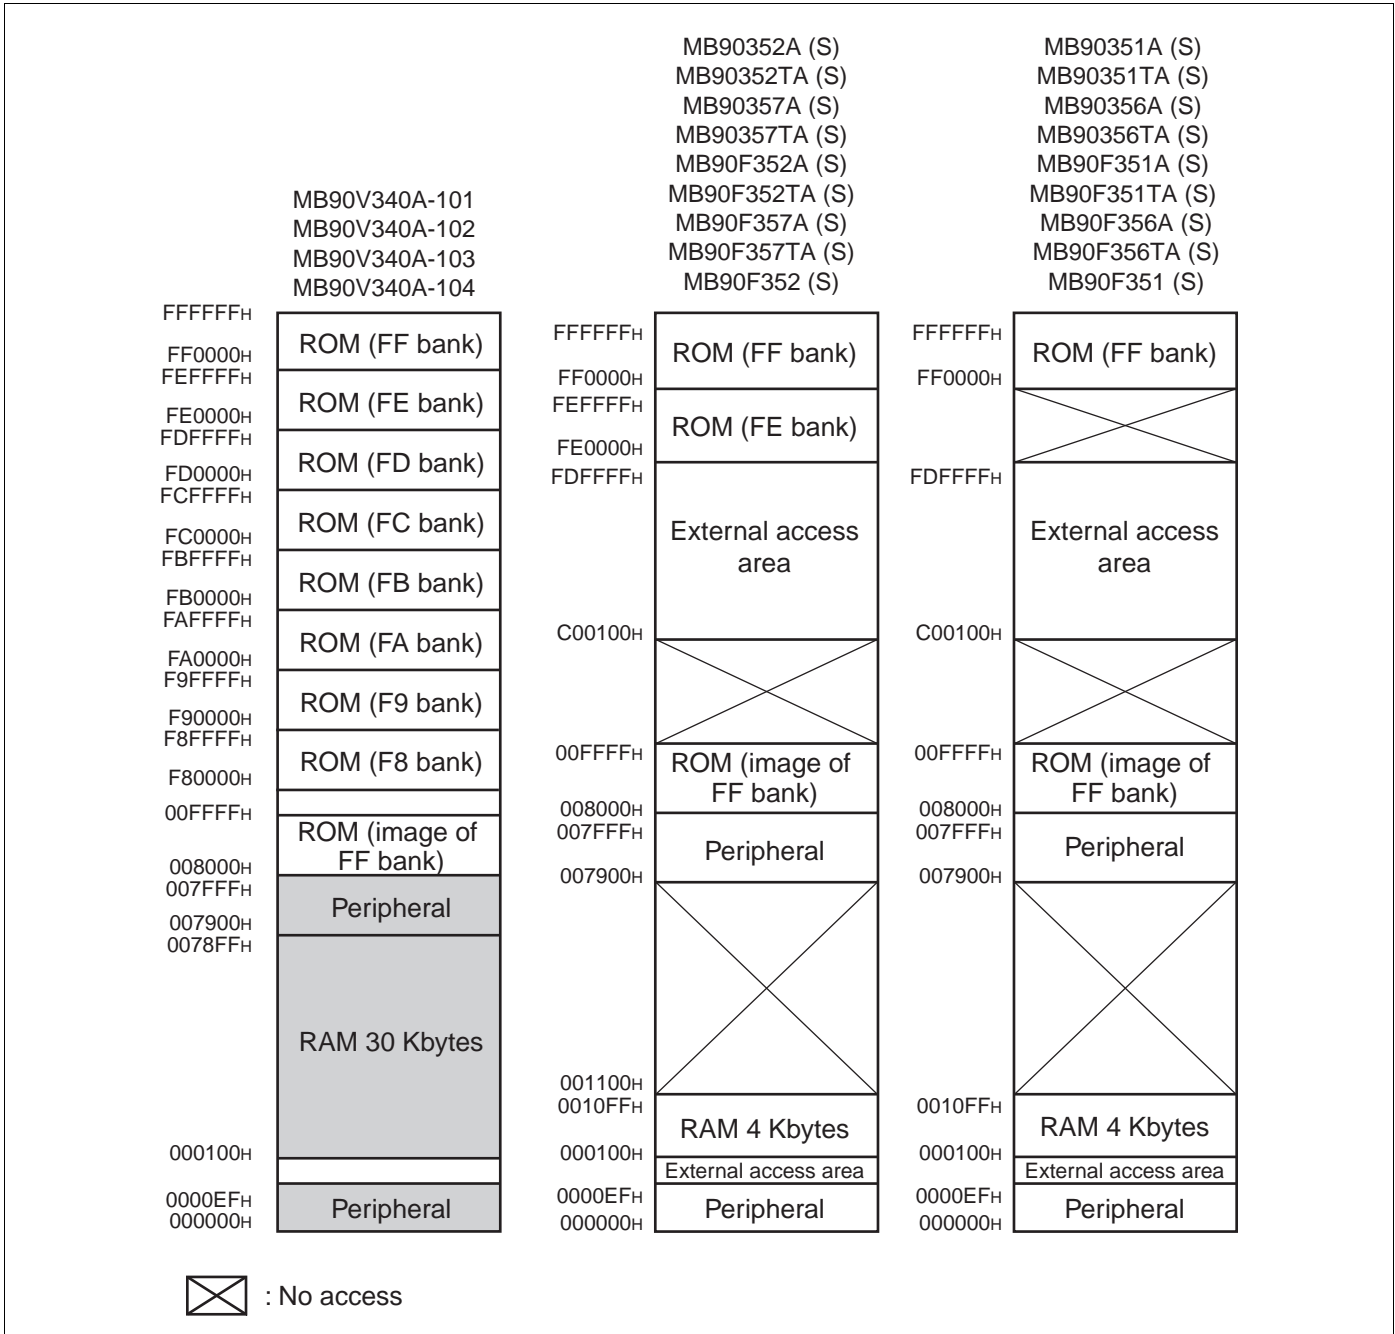 MB90V340A-101
MB90V340A-102
MB90V340A-103
MB90V340A-104
FFFFFFH
ROM (FF bank)
FF0000H
FEFFFFH
ROM (FE bank)
FE0000H
FDFFFFH
ROM (FD bank)
FD0000H
FCFFFFH
ROM (FC bank)
FC0000H
FBFFFFH
ROM (FB bank)
FB0000H
FAFFFFH
ROM (FA bank)
FA0000H
F9FFFFH
ROM (F9 bank)
F90000H
F8FFFFH
ROM (F8 bank)
F80000H
00FFFFH
ROM (image of
FF bank)
008000H
007FFFH
Peripheral
007900H
0078FFH
RAM 30 Kbytes
000100H
0000EFH
Peripheral
000000H
MB90352A (S)
MB90352TA (S)
MB90357A (S)
MB90357TA (S)
MB90F352A (S)
MB90F352TA (S)
MB90F357A (S)
MB90F357TA (S)
MB90F352 (S)
FFFFFFH
ROM (FF bank)
FF0000H
FEFFFFH
ROM (FE bank)
FE0000H
FDFFFFH
External access
area
C00100H
00FFFFH
ROM (image of
FF bank)
008000H
007FFFH
Peripheral
007900H
001100H
0010FFH
RAM 4 Kbytes
000100H
External access area
0000EFH
Peripheral
000000H
MB90351A (S)
MB90351TA (S)
MB90356A (S)
MB90356TA (S)
MB90F351A (S)
MB90F351TA (S)
MB90F356A (S)
MB90F356TA (S)
MB90F351 (S)
FFFFFFH
ROM (FF bank)
FF0000H
FDFFFFH
External access
area
C00100H
00FFFFH
ROM (image of
FF bank)
008000H
007FFFH
Peripheral
007900H
0010FFH
RAM 4 Kbytes
000100H
External access area
0000EFH
Peripheral
000000H
: No access